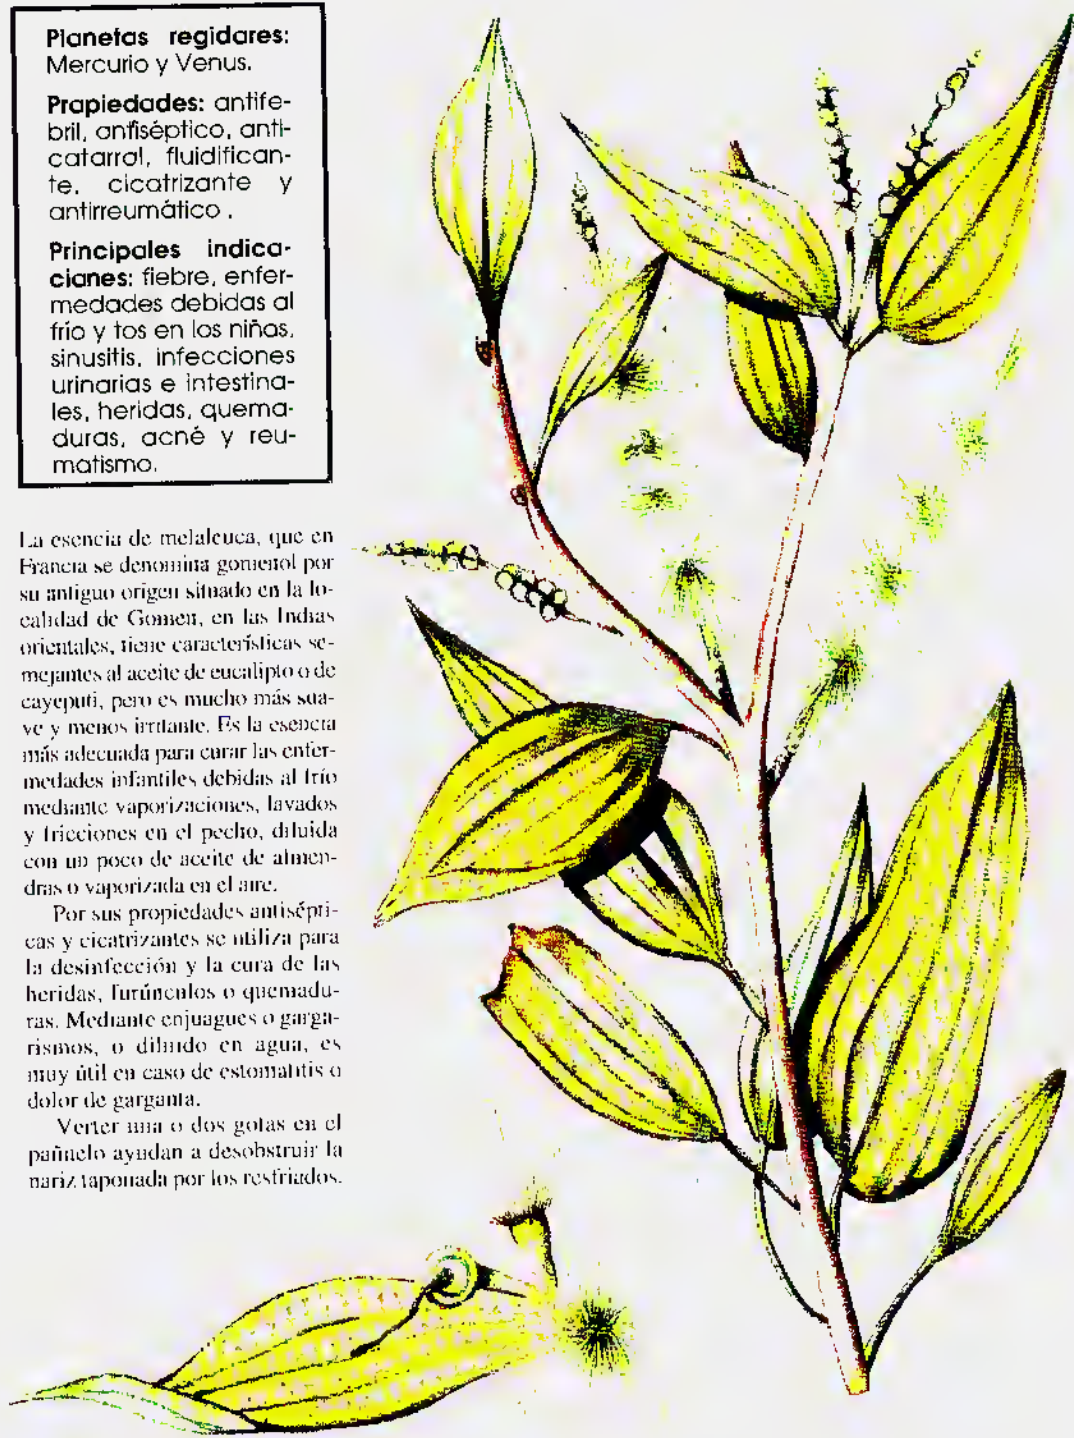 Planetas regidares:
Mercurio y Venus.
Prapiedades: antife-
bril, antiséptico, anti-
catarral, fluidifican-
te, cicatrizante y
antirreumático.
Principales indica-
cianes: fiebre, enfer-
medades debidas al
frío y tos en los niñas,
sinusitis, infecciones
urinarias e intestina-
les, heridas, quema-
duras, acné y reu-
matismo.
La esencia de melaleuca, que en
Francia se denomina gomenol por
su antiguo origen situado en la lo-
calidad de Gomen, en las Indias
orientales, tiene características se-
mejantes al aceite de eucalipto o de
cayeputi, pero es mucho más sua-
ve y menos irritante. Es la esencia
más adecuada para curar las enfer-
medades infantiles debidas al frío
mediante vaporizaciones, lavados
y fricciones en el pecho, diluida
con un poco de aceite de almen-
dras o vaporizada en el aire.
Por sus propiedades antisépti-
cas y cicatrizantes se utiliza para
la desinfección y la cura de las
heridas, furúnculos o quemadu-
ras. Mediante enjuagues o garga-
rismos, o diluido en agua, es
muy útil en caso de estomatitis o
dolor de garganta.
Verter una o dos gotas en el
pañuelo ayudan a desobstruir la
nariz taponada por los resfriados.